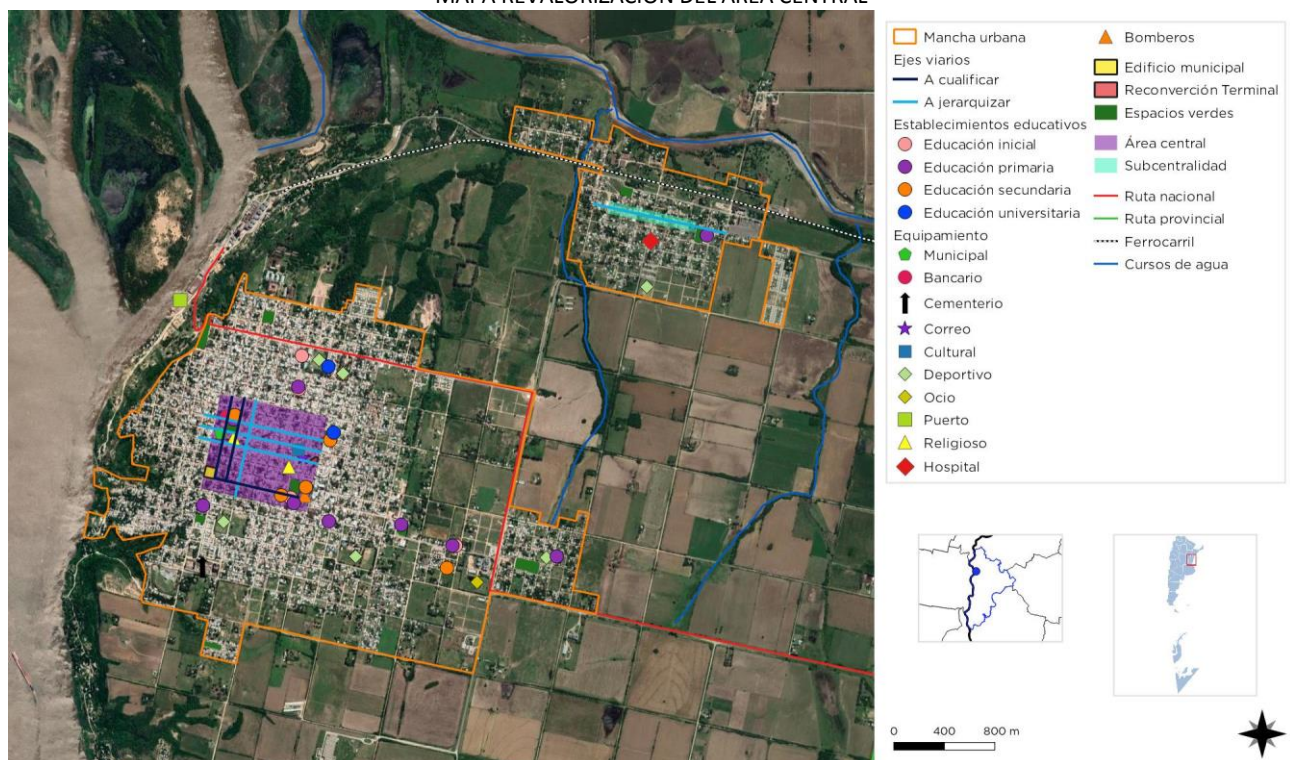 MAPA REVALORIZACIÓN DEL ÁREA CENTRAL
Mancha urbana
Ejes viarios
A cualificar
A jerarquizar
Establecimientos educativos
Educación inicial
Educación primaria
Educación secundaria
Educación universitaria
Equipamiento
Municipal
Bancario
Cementerio
Correo
Cultural
Deportivo
Ocio
Puerto
Religioso
Hospital
Bomberos
Edificio municipal
Reconverción Terminal
Espacios verdes
Área central
Subcentralidad
Ruta nacional
Ruta provincial
Ferrocarril
Cursos de agua
0 400 800 m